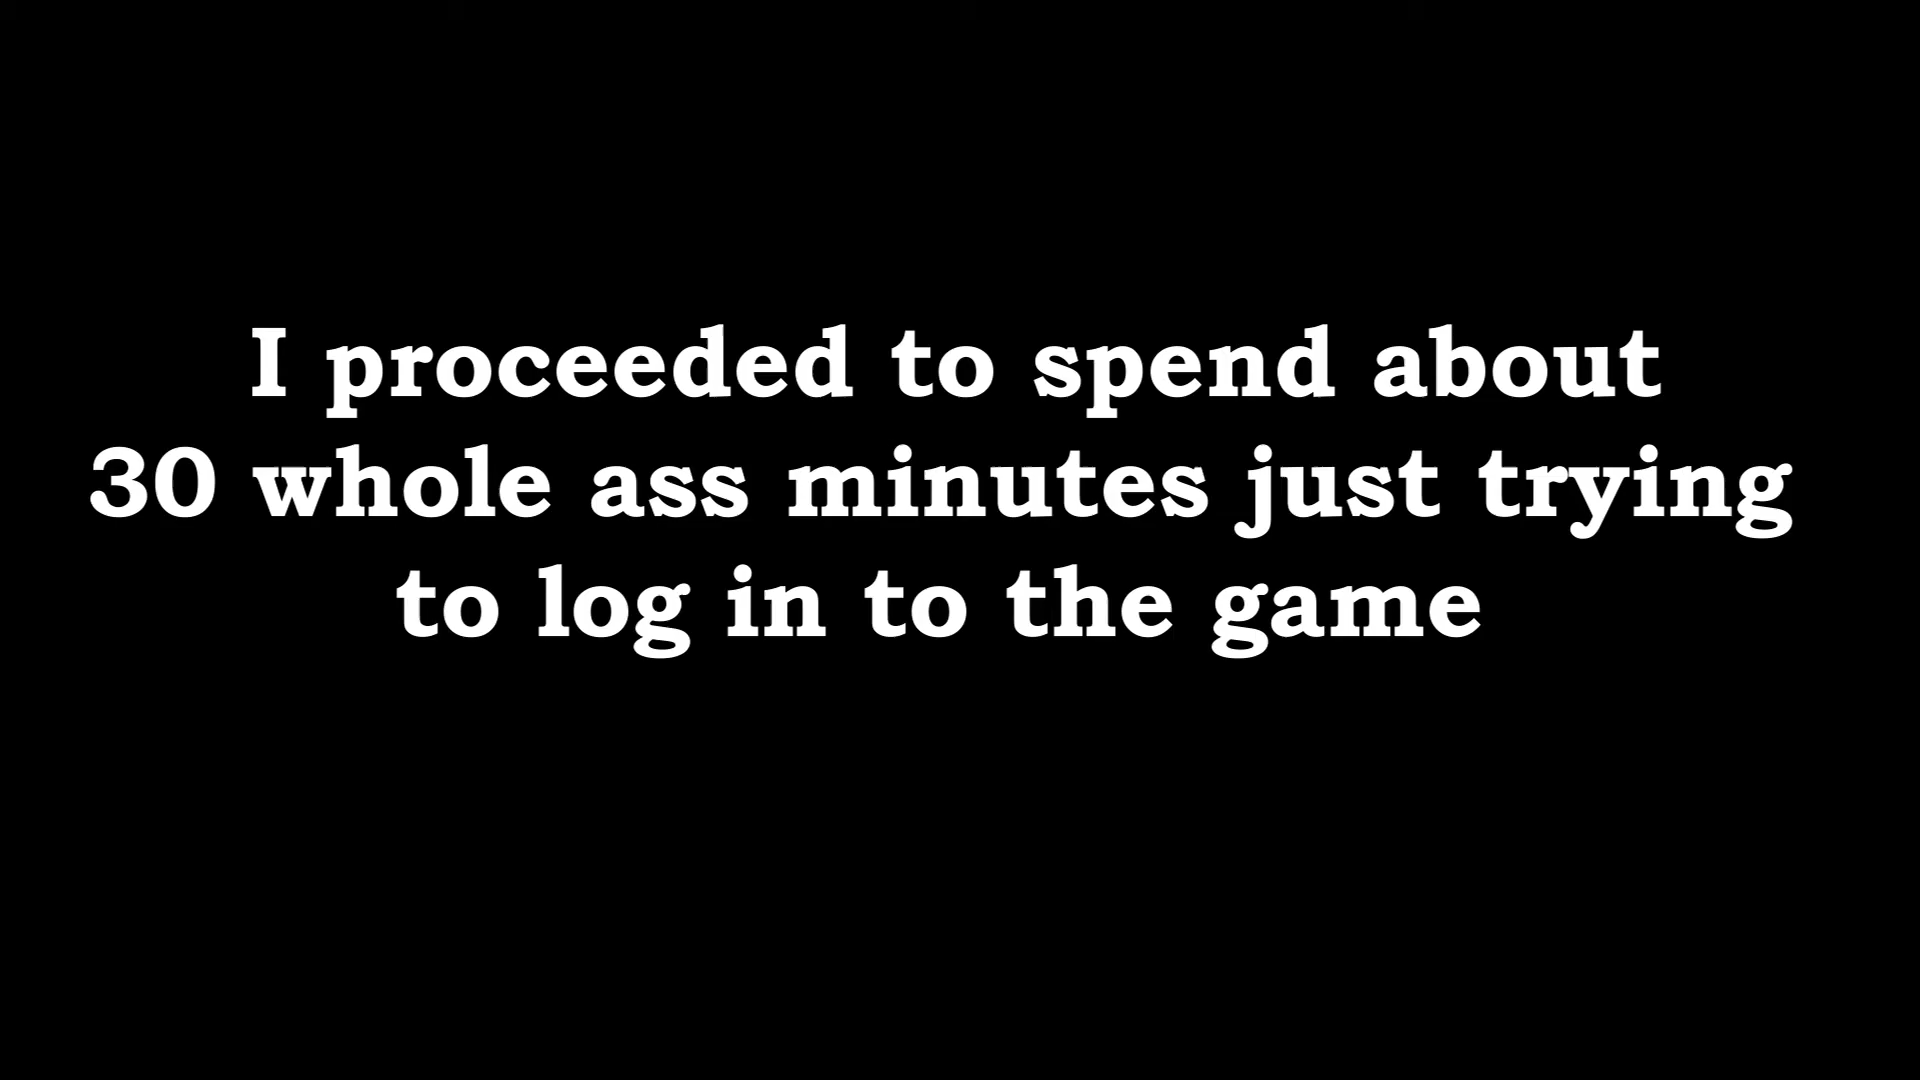 I proceeded to spend about
30 whole ass minutes just trying
to log in to the game